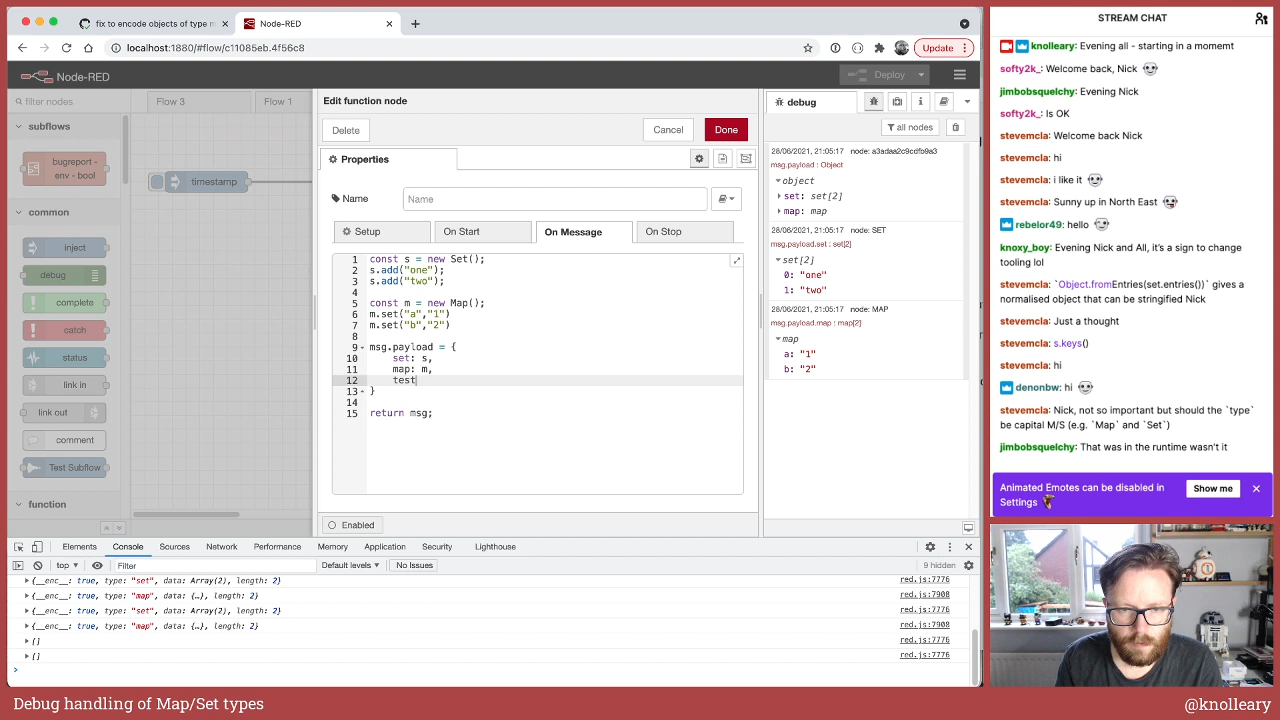 fix to encode objects of type m
Node-RED
localhost:1880/#flow/c11085eb.4f56c8
Update
Node-RED
Deploy
filter nodes
subflows
bugreport -
env - bool
common
inject
debug
complete
catch
status
link in
link out
comment
Test Subflow
function
Flow 3
Flow 1
timestamp
Edit function node
Delete
Cancel
Done
Properties
Name
Name
Setup
On Start
On Message
On Stop
1 const s = new Set();
2 s.add("one");
3 s.add("two");
4
5 const m = new Map();
6 m.set("a","1")
7 m.set("b","2")
8
9 msg.payload = {
10 set: s,
11 map: m,
12 test
13 }
14
15 return msg;
Enabled
debug
all nodes
28/06/2021, 21:05:17 node: a3adaa2c9cdfb9a3
msg.payload : Object
object
set: set[2]
map: map
28/06/2021, 21:05:17 node: SET
msg.payload.set : set[2]
set[2]
0: "one"
1: "two"
28/06/2021, 21:05:17 node: MAP
msg.payload.map : map[2]
map
a: "1"
b: "2"
Elements
Console
Sources
Network
Performance
Memory
Application
Security
Lighthouse
top
Filter
Default levels
No Issues
9 hidden
{__enc__: true, type: "set", data: Array(2), length: 2} red.js:7776
{__enc__: true, type: "map", data: {…}, length: 2} red.js:7908
{__enc__: true, type: "set", data: Array(2), length: 2} red.js:7776
{__enc__: true, type: "map", data: {…}, length: 2} red.js:7908
[] red.js:7776
[] red.js:7776
STREAM CHAT
knolleary: Evening all - starting in a momemt
softy2k_: Welcome back, Nick
jimbobsquelchy: Evening Nick
softy2k_: Is OK
stevemcla: Welcome back Nick
stevemcla: hi
stevemcla: i like it
stevemcla: Sunny up in North East
rebelor49: hello
knoxy_boy: Evening Nick and All, it's a sign to change
tooling lol
stevemcla: `Object.fromEntries(set.entries())` gives a
normalised object that can be stringified Nick
stevemcla: Just a thought
stevemcla: s.keys()
stevemcla: hi
denonbw: hi
stevemcla: Nick, not so important but should the `type`
be capital M/S (e.g. `Map` and `Set`)
jimbobsquelchy: That was in the runtime wasn't it
Animated Emotes can be disabled in
Settings
Show me
Debug handling of Map/Set types
@knolleary